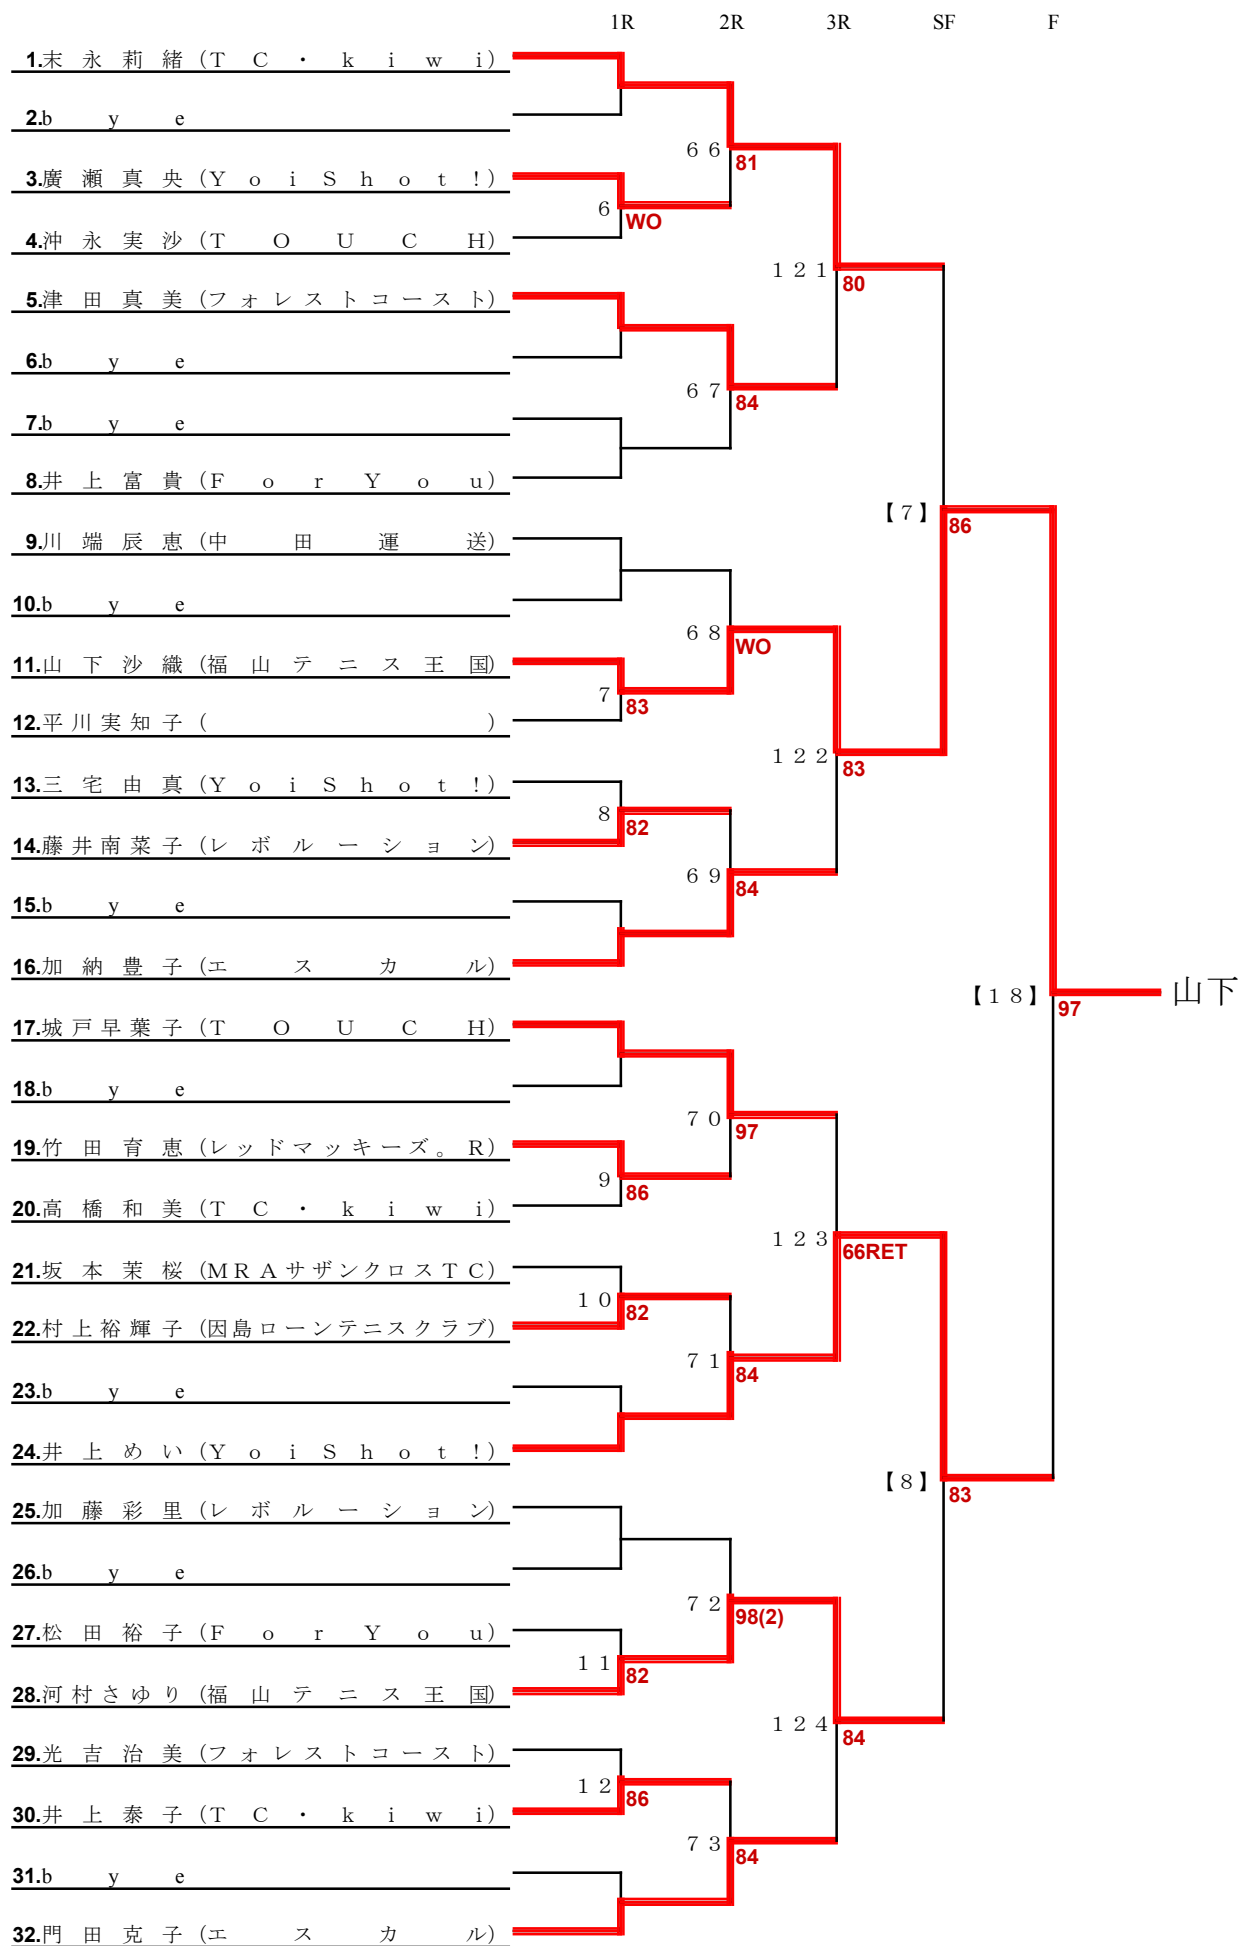 1R 2R 3R SF F
1.末永莉緒(TC・kiwi)
2.bye
66
81
3.廣瀬真央(YoiShot!)
6
WO
4.沖永実沙(TOUCH)
121
80
5.津田真美(フォレストコースト)
6.bye
67
84
7.bye
8.井上富貴(ForYou)
【7】
86
9.川端辰恵(中田運送)
10.bye
68
WO
11.山下沙織(福山テニス王国)
7
83
12.平川実知子( )
122
83
13.三宅由真(YoiShot!)
8
82
14.藤井南菜子(レボルーション)
69
84
15.bye
16.加納豊子(エスカル)
【18】
97
山下
17.城戸早葉子(TOUCH)
18.bye
70
97
19.竹田育恵(レッドマッキーズ。R)
9
86
20.高橋和美(TC・kiwi)
123
66RET
21.坂本茉桜(MRAサザンクロスTC)
10
82
22.村上裕輝子(因島ローンテニスクラブ)
71
84
23.bye
24.井上めい(YoiShot!)
【8】
83
25.加藤彩里(レボルーション)
26.bye
72
98(2)
27.松田裕子(ForYou)
11
82
28.河村さゆり(福山テニス王国)
124
84
29.光吉治美(フォレストコースト)
12
86
30.井上泰子(TC・kiwi)
73
84
31.bye
32.門田克子(エスカル)